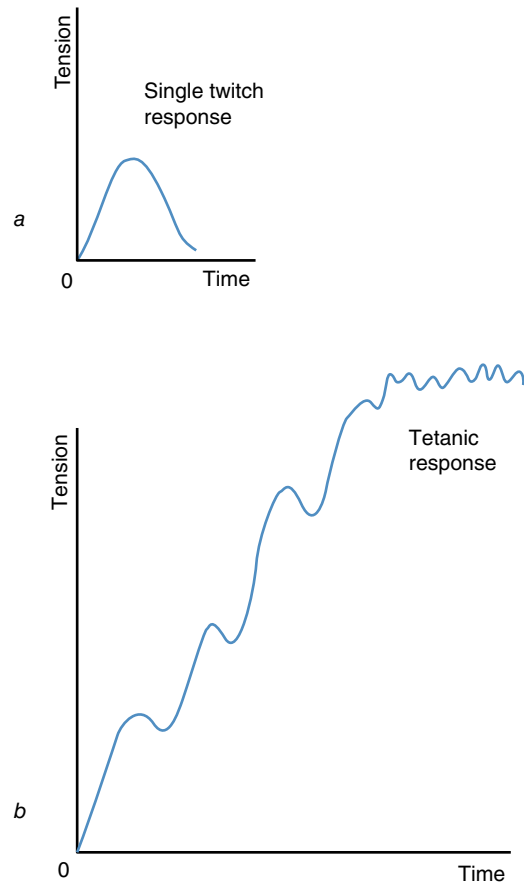 Tension
Single twitch
response
a
0
Time
Tension
Tetanic
response
b
0
Time